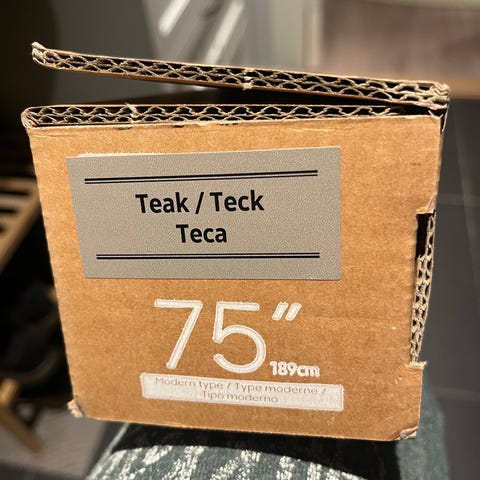 Teak / Teck
Teca
75"
189cm
Modern type / Type moderne /
Tipo moderno